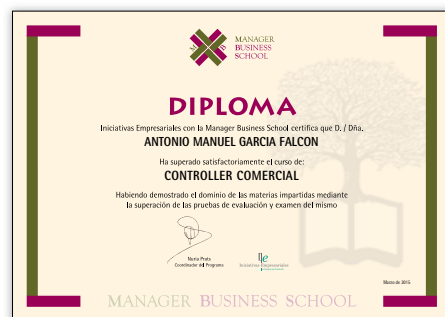 M B
MANAGER
BUSINESS
SCHOOL
DIPLOMA
Iniciativas Empresariales con la Manager Business School certifica que D. / Dña.
ANTONIO MANUEL GARCIA FALCON
Ha superado satisfactoriamente el curso de:
CONTROLLER COMERCIAL
Habiendo demostrado el dominio de las materias impartidas mediante
la superación de las pruebas de evaluación y examen del mismo
Nuria Prats
Coordinador del Programa
Iniciativas Empresariales
Marzo de 2015
MANAGER BUSINESS SCHOOL